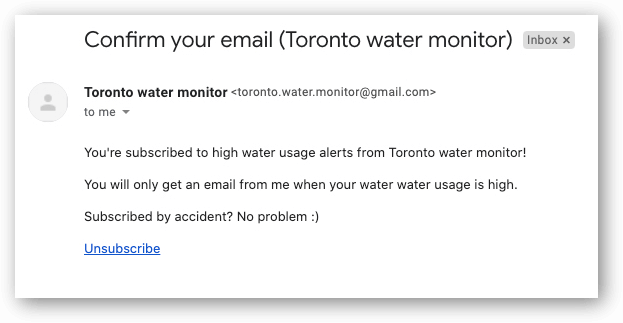 Confirm your email (Toronto water monitor) Inbox ×
Toronto water monitor <toronto.water.monitor@gmail.com>
to me
You're subscribed to high water usage alerts from Toronto water monitor!
You will only get an email from me when your water water usage is high.
Subscribed by accident? No problem :)
Unsubscribe